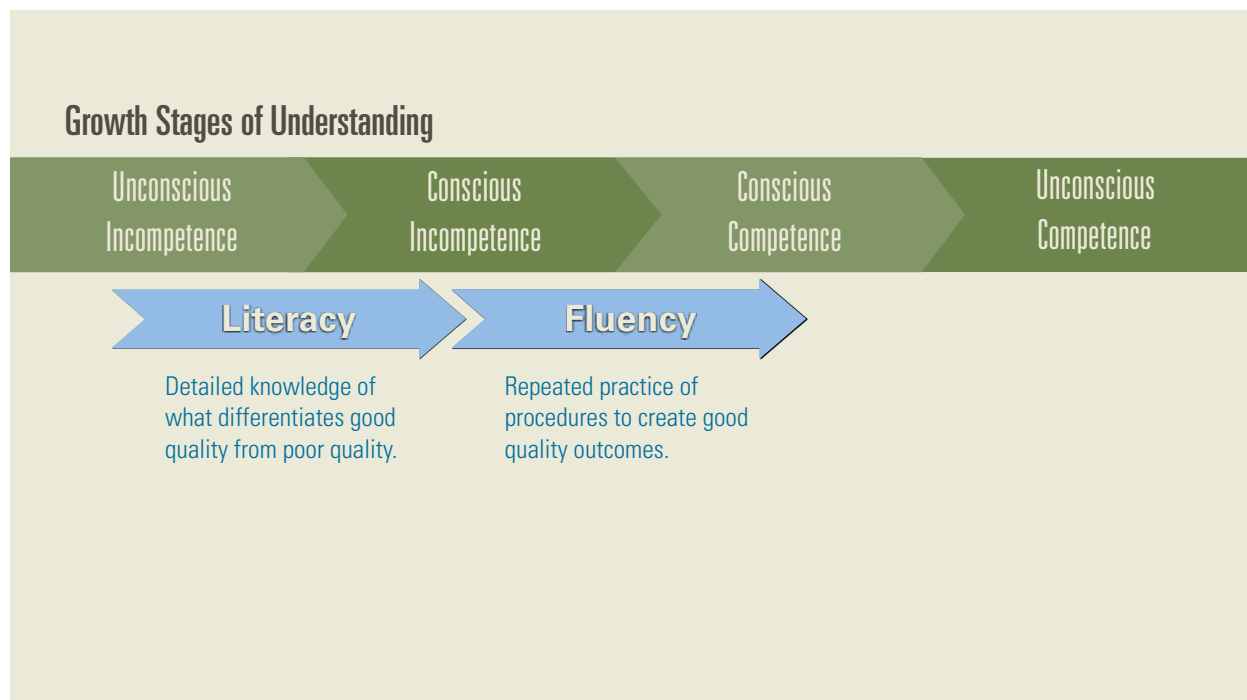 Growth Stages of Understanding
Unconscious
Incompetence
Conscious
Incompetence
Conscious
Competence
Unconscious
Competence
Literacy
Detailed knowledge of
what differentiates good
quality from poor quality.
Fluency
Repeated practice of
procedures to create good
quality outcomes.